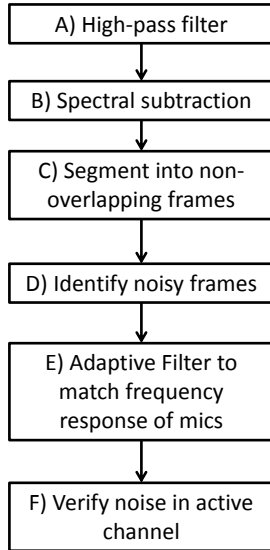 A) High-pass filter
B) Spectral subtraction
C) Segment into non-
overlapping frames
D) Identify noisy frames
E) Adaptive Filter to
match frequency
response of mics
F) Verify noise in active
channel